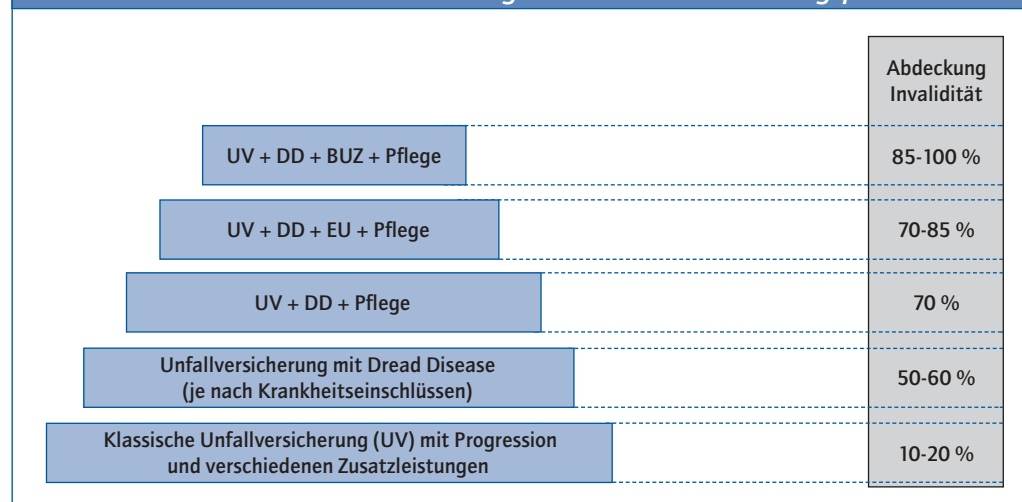 Abdeckung
Invalidität
UV + DD + BUZ + Pflege
85-100 %
UV + DD + EU + Pflege
70-85 %
UV + DD + Pflege
70 %
Unfallversicherung mit Dread Disease
(je nach Krankheitseinschlüssen)
50-60 %
Klassische Unfallversicherung (UV) mit Progression
und verschiedenen Zusatzleistungen
10-20 %